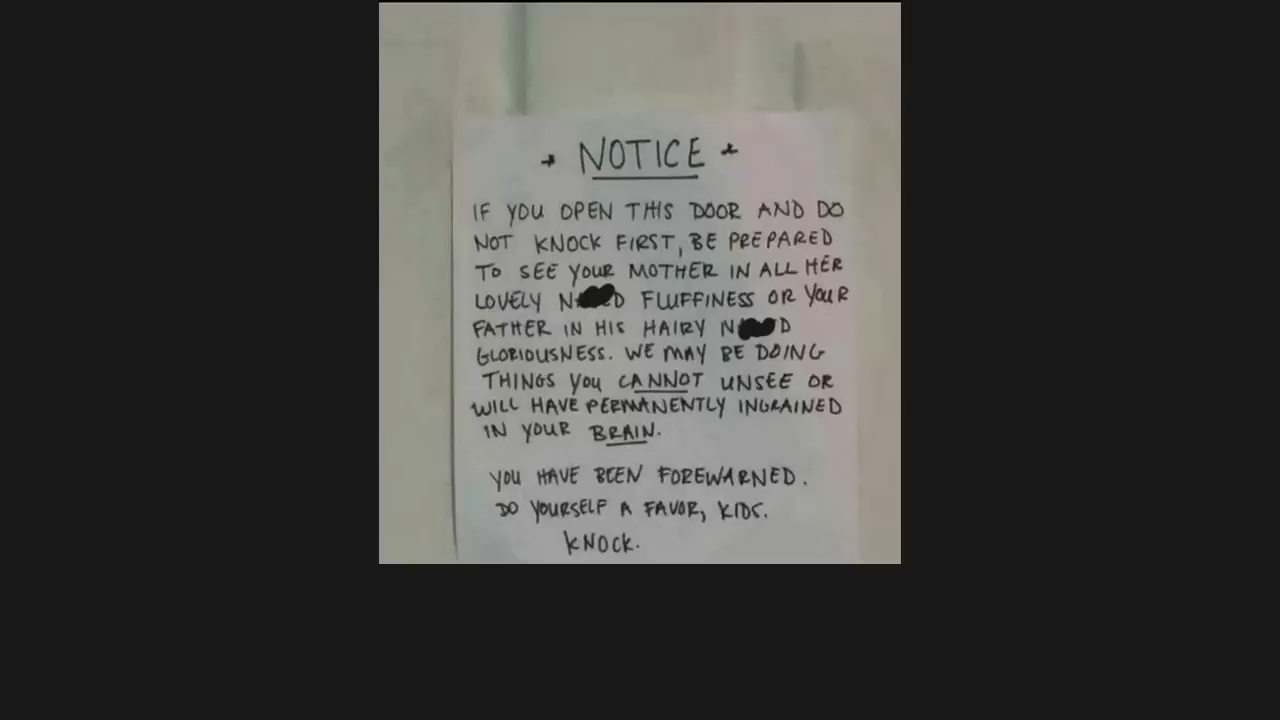 NOTICE
IF YOU OPEN THIS DOOR AND DO
NOT KNOCK FIRST, BE PREPARED
TO SEE YOUR MOTHER IN ALL HER
LOVELY FLUFFINESS OR YOUR
FATHER IN HIS HAIRY
GLORIOUSNESS. WE MAY BE DOING
THINGS YOU CANNOT UNSEE OR
WILL HAVE PERMANENTLY INGRAINED
IN YOUR BRAIN.
YOU HAVE BEEN FOREWARNED.
DO YOURSELF A FAVOR, KIDS.
KNOCK.